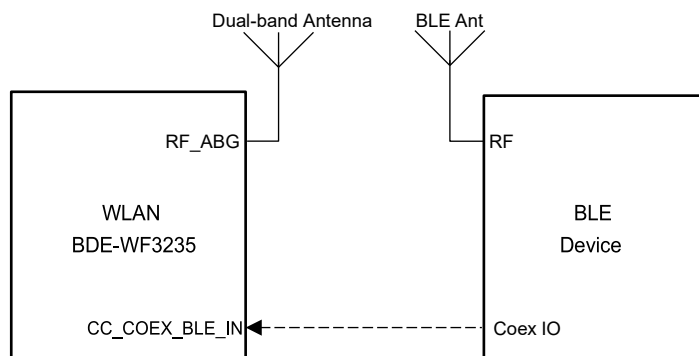 Dual-band Antenna
BLE Ant
RF_ABG
RF
WLAN
BDE-WF3235
BLE
Device
CC_COEX_BLE_IN
Coex IO